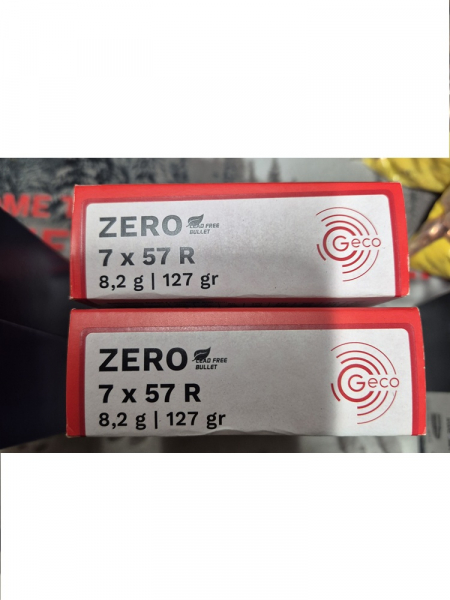 ME T
ZERO LEAD FREE
BULLET
7 x 57 R
8,2 g | 127 gr
Geco
ZERO LEAD FREE
BULLET
7 x 57 R
8,2 g | 127 gr
Geco